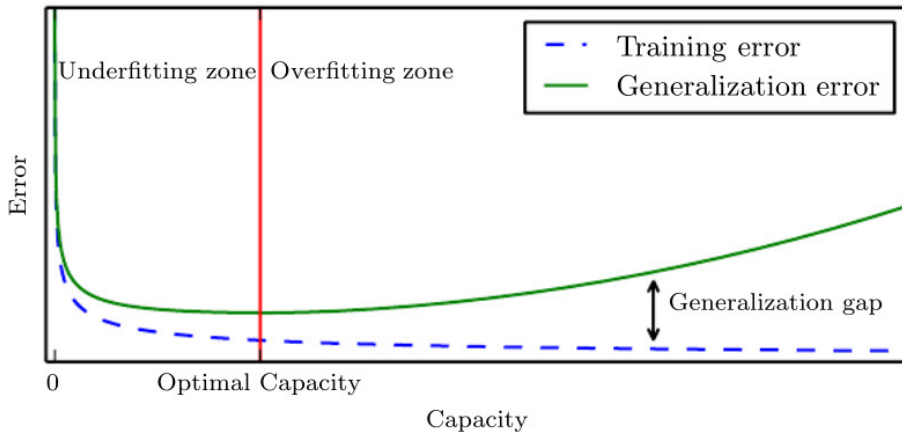 Training error
Generalization error
Underfitting zone
Overfitting zone
Error
Generalization gap
0
Optimal Capacity
Capacity